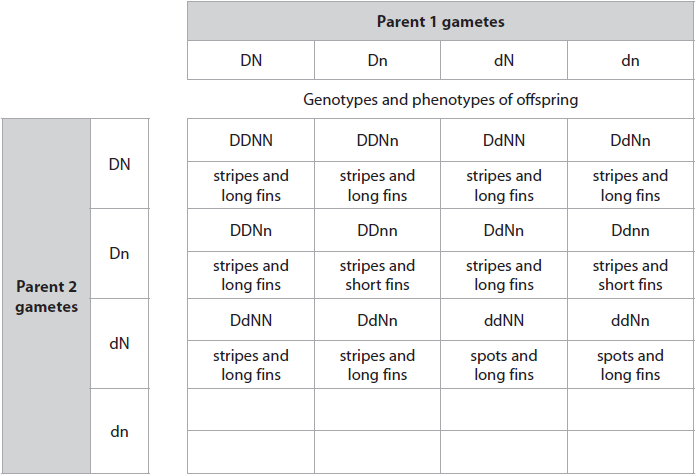 Parent 1 gametes
DN Dn dN dn
Genotypes and phenotypes of offspring
Parent 2
gametes
DN
DDNN DDNn DdNN DdNn
stripes and stripes and stripes and stripes and
long fins long fins long fins long fins
Dn
DDNn DDnn DdNn Ddnn
stripes and stripes and stripes and stripes and
long fins short fins long fins short fins
dN
DdNN DdNn ddNN ddNn
stripes and stripes and spots and spots and
long fins long fins long fins long fins
dn